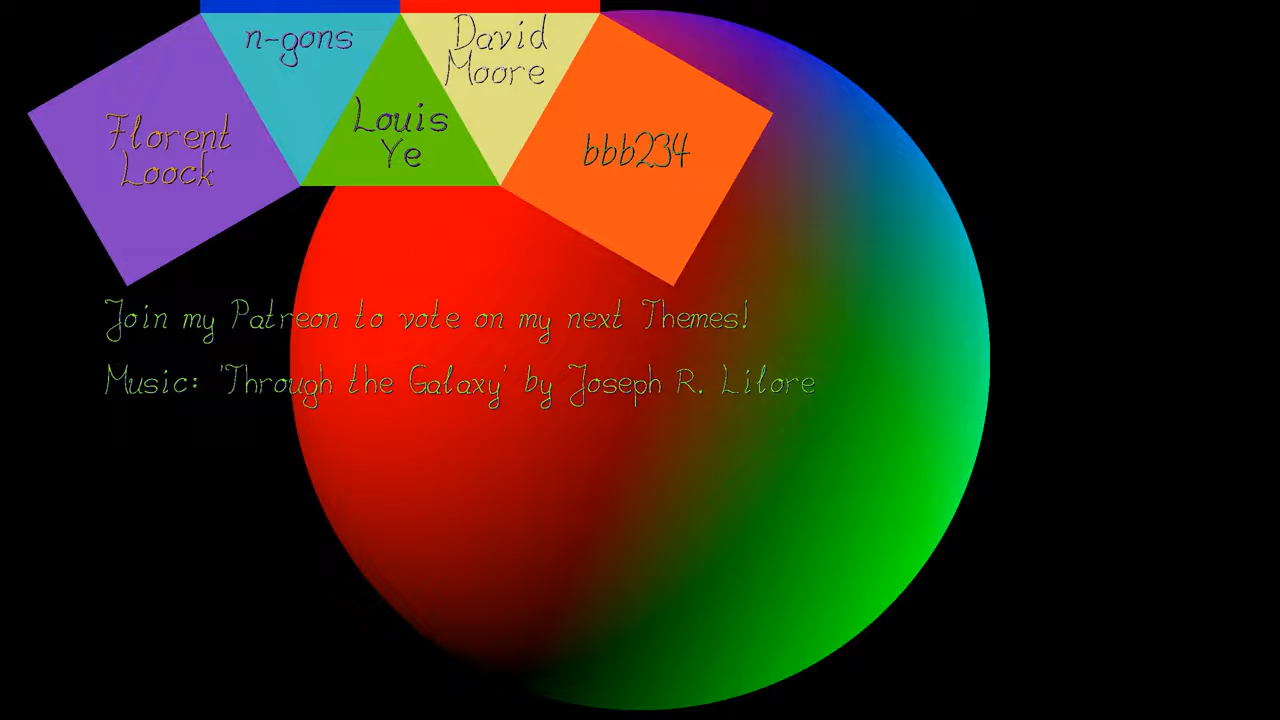 n-gons
David
Moore
Louis
Ye
Florent
Loock
bbb234
Join my Patreon to vote on my next Themes!
Music: 'Through the Galaxy' by Joseph R. Lilore